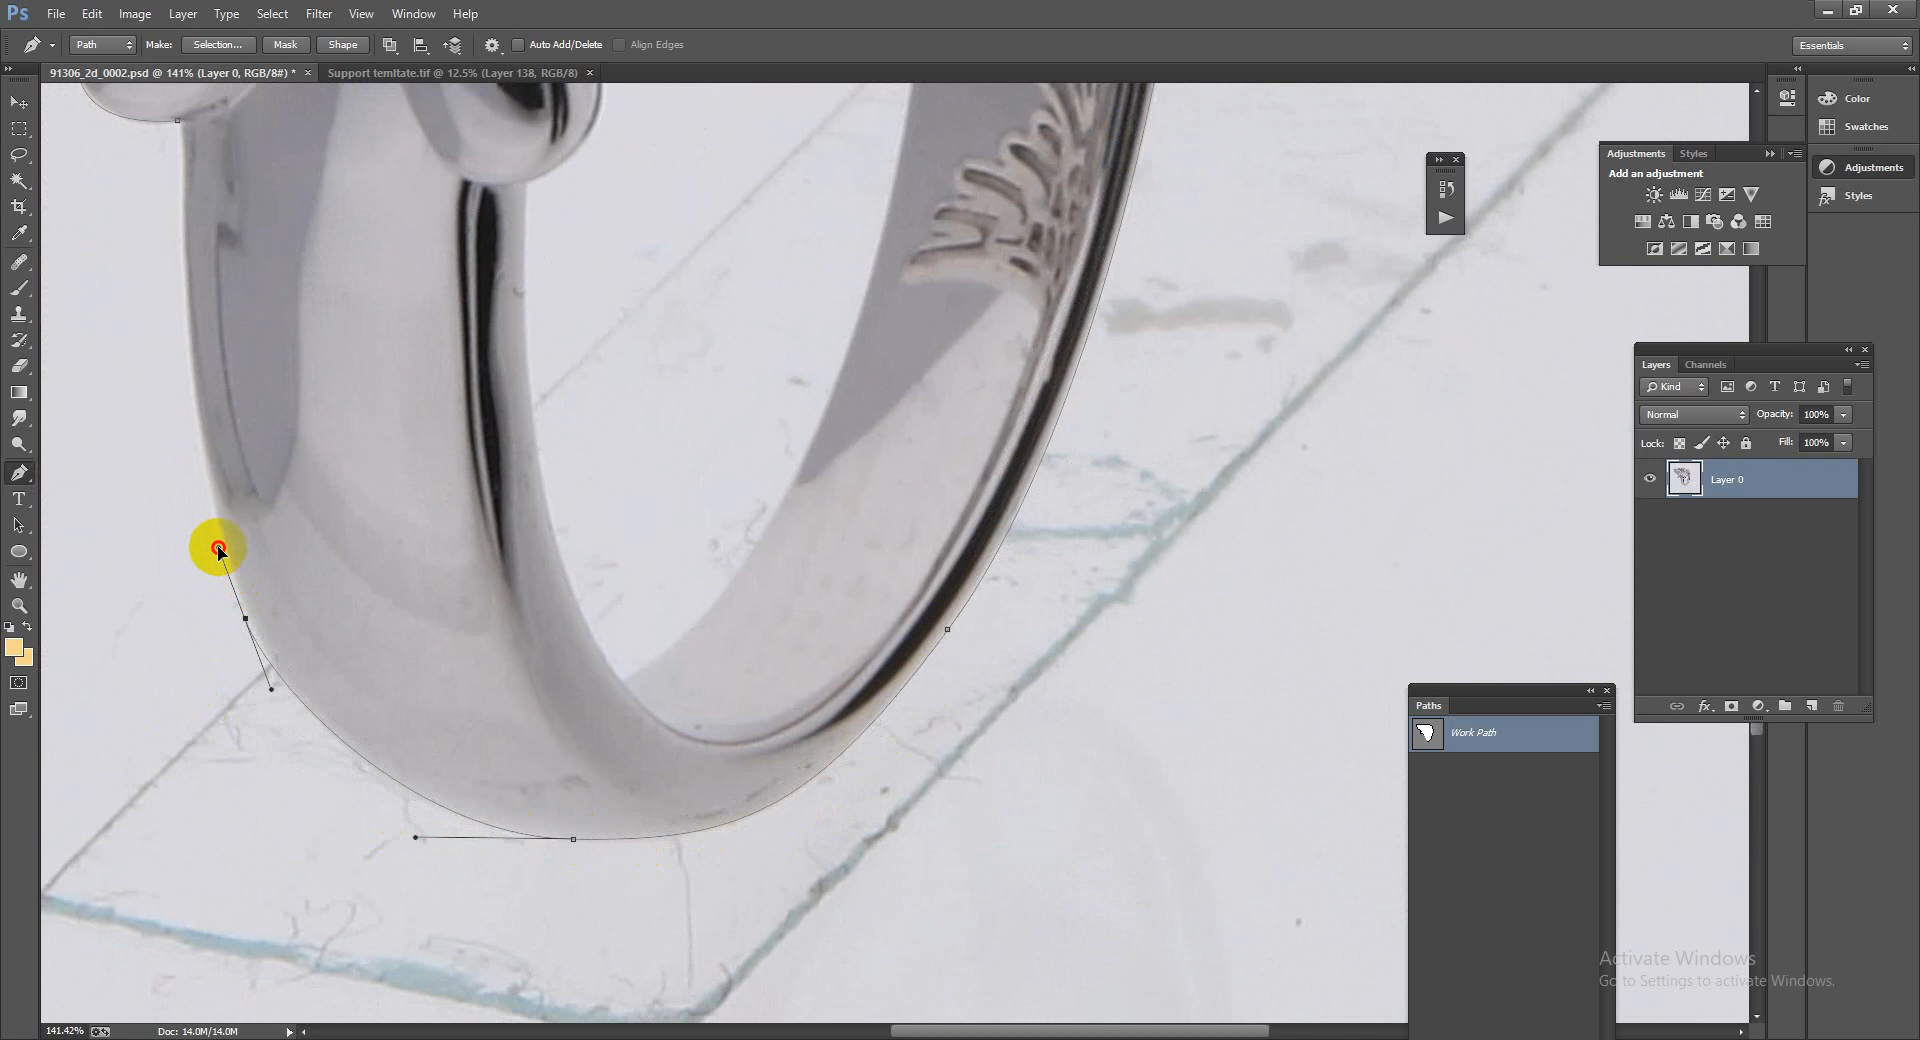 Ps File Edit Image Layer Type Select Filter View Window Help
Path Make: Selection... Mask Shape Auto Add/Delete Align Edges Essentials
91306_2d_0002.psd @ 141% (Layer 0, RGB/8#) * × Support temltate.tif @ 12.5% (Layer 138, RGB/8) ×
Color
Swatches
Adjustments
Styles
Adjustments Styles
Add an adjustment
Layers Channels
Kind
Normal Opacity: 100%
Lock: Fill: 100%
Layer 0
Paths
Work Path
Activate Windows
Go to Settings to activate Windows.
141.42% Doc: 14.0M/14.0M